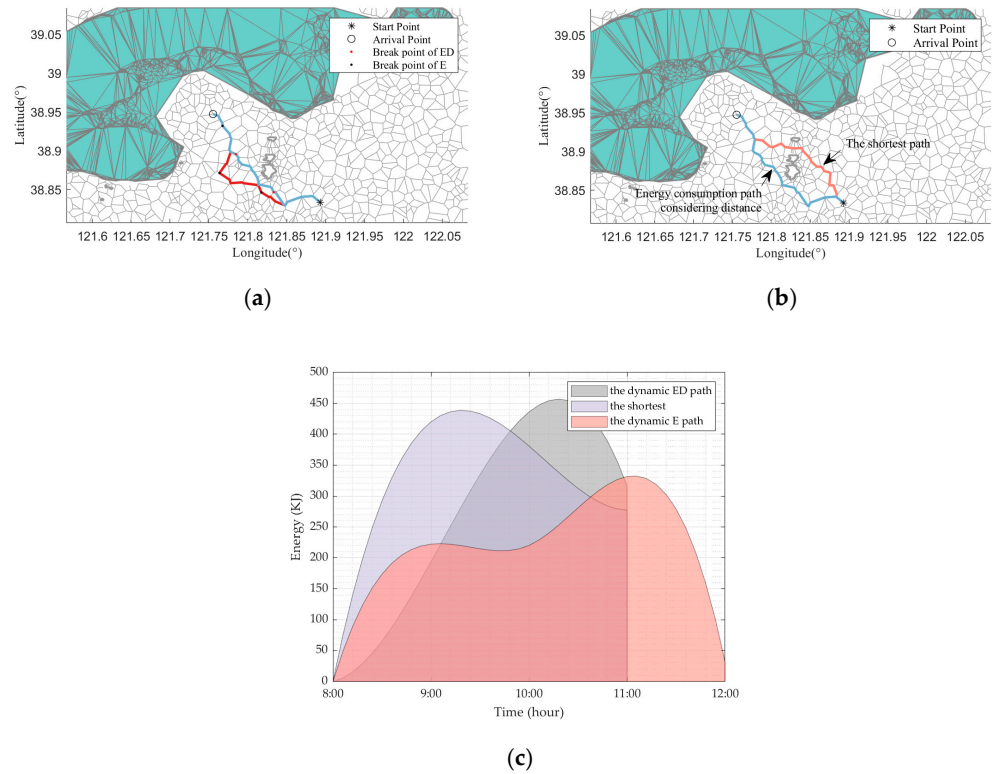 39.05
39
38.95
38.9
38.85
Latitude(°)
Start Point
Arrival Point
Break point of ED
Break point of E
121.6 121.65 121.7 121.75 121.8 121.85 121.9 121.95 122 122.05
Longitude(°)
(a)
39.05
39
38.95
38.9
38.85
Latitude(°)
Start Point
Arrival Point
The shortest path
Energy consumption path
considering distance
121.6 121.65 121.7 121.75 121.8 121.85 121.9 121.95 122 122.05
Longitude(°)
(b)
500
450
400
350
300
250
200
150
100
50
0
Energy (KJ)
the dynamic ED path
the shortest
the dynamic E path
8:00 9:00 10:00 11:00 12:00
Time (hour)
(c)